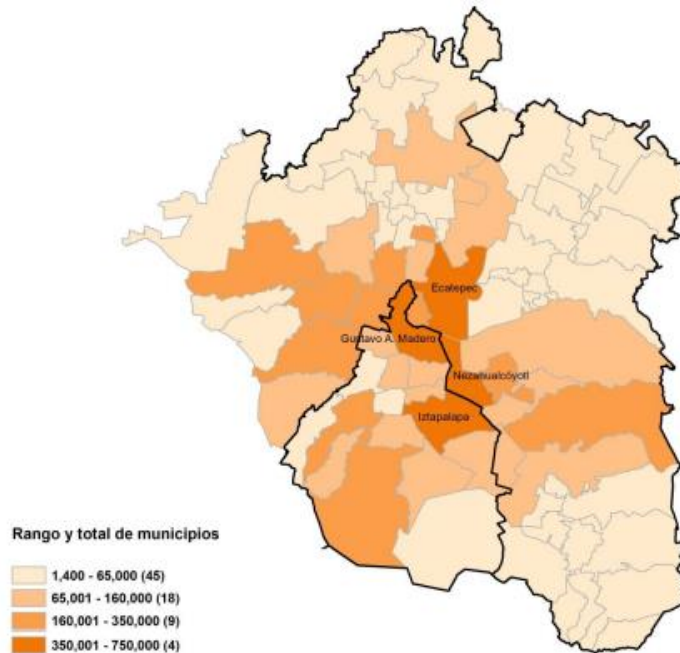 Ecatepec
Gustavo A. Madero
Nezahualcóyotl
Iztapalapa
Rango y total de municipios
1,400 - 65,000 (45)
65,001 - 160,000 (18)
160,001 - 350,000 (9)
350,001 - 750,000 (4)